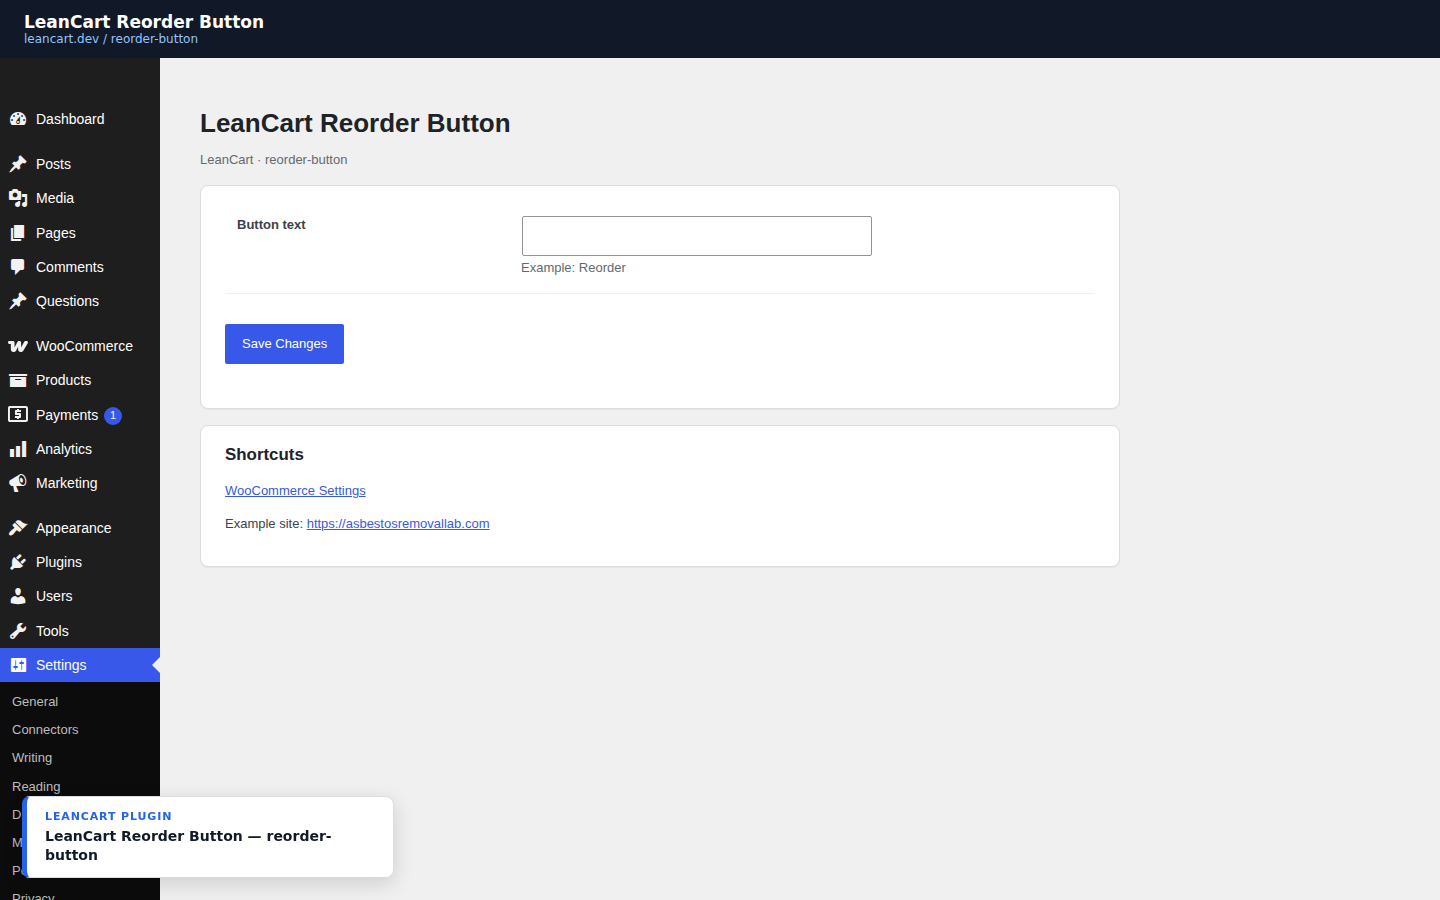 LeanCart Reorder Button
leancart.dev / reorder-button
Dashboard
Posts
Media
Pages
Comments
Questions
WooCommerce
Products
Payments 1
Analytics
Marketing
Appearance
Plugins
Users
Tools
Settings
General
Connectors
Writing
Reading
Privacy
LeanCart Reorder Button
LeanCart · reorder-button
Button text
Example: Reorder
Save Changes
Shortcuts
WooCommerce Settings
Example site: https://asbestosremovallab.com
LEANCART PLUGIN
LeanCart Reorder Button — reorder-
button